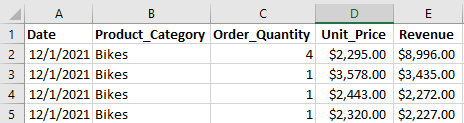 A B C D E
1 Date Product_Category Order_Quantity Unit_Price Revenue
2 12/1/2021 Bikes 4 $2,295.00 $8,996.00
3 12/1/2021 Bikes 1 $3,578.00 $3,435.00
4 12/1/2021 Bikes 1 $2,443.00 $2,272.00
5 12/1/2021 Bikes 1 $2,320.00 $2,227.00